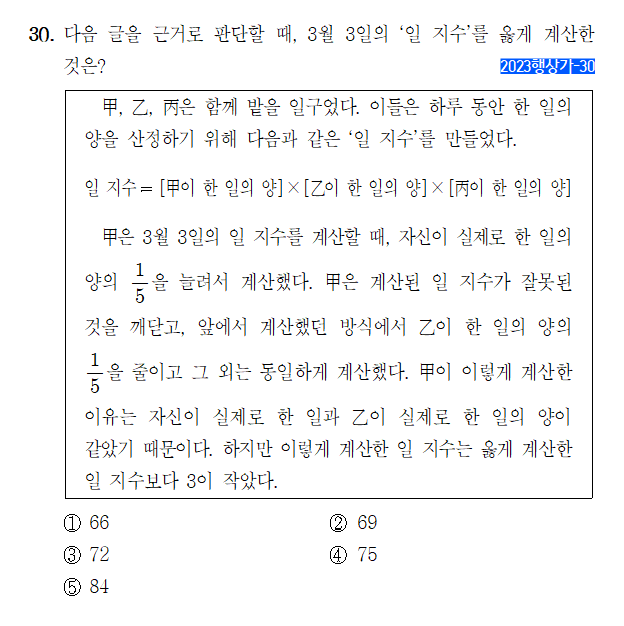 30. 다음 글을 근거로 판단할 때, 3월 3일의 ‘일 지수’를 옳게 계산한
것은? 2023행상가-30
甲, 乙, 丙은 함께 밭을 일구었다. 이들은 하루 동안 한 일의
양을 산정하기 위해 다음과 같은 ‘일 지수’를 만들었다.
일 지수 = [甲이 한 일의 양]×[乙이 한 일의 양]×[丙이 한 일의 양]
甲은 3월 3일의 일 지수를 계산할 때, 자신이 실제로 한 일의
양의 1/5을 늘려서 계산했다. 甲은 계산된 일 지수가 잘못된
것을 깨닫고, 앞에서 계산했던 방식에서 乙이 한 일의 양의
1/5을 줄이고 그 외는 동일하게 계산했다. 甲이 이렇게 계산한
이유는 자신이 실제로 한 일과 乙이 실제로 한 일의 양이
같았기 때문이다. 하지만 이렇게 계산한 일 지수는 옳게 계산한
일 지수보다 3이 작았다.
① 66 ② 69
③ 72 ④ 75
⑤ 84